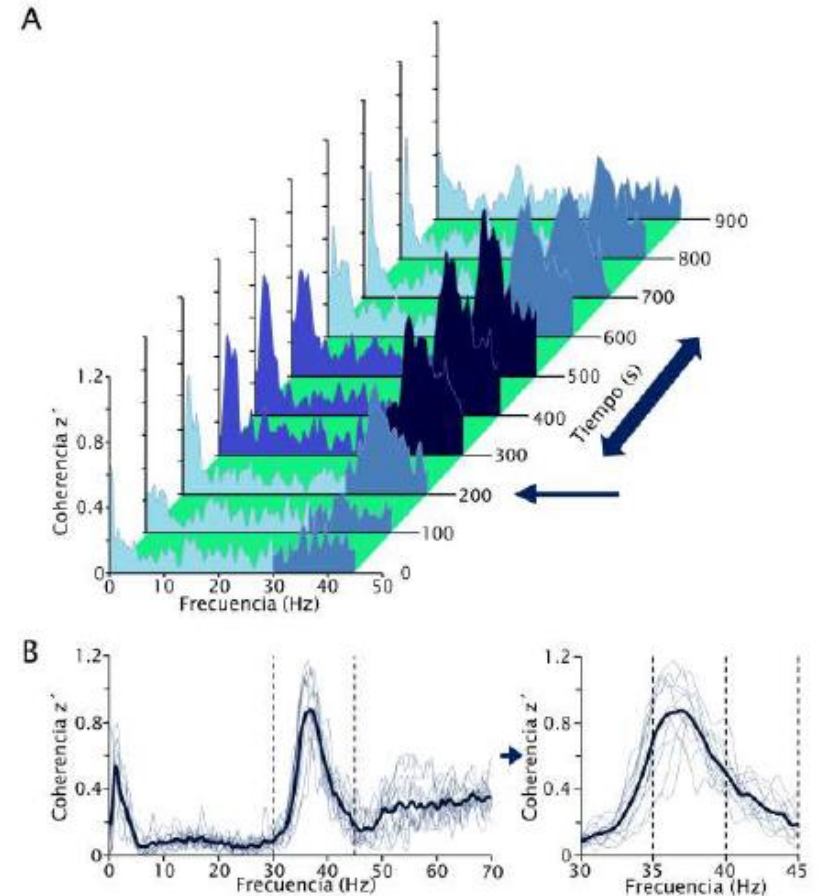 A
900
800
700
600
500
400
300
200
100
0
Tiempo (s)
Coherencia z´
1.2
0.8
0.4
0
0 10 20 30 40 50
Frecuencia (Hz)
B
Coherencia z´
1.2
0.8
0.4
0
0 10 20 30 40 50 60 70
Frecuencia (Hz)
Coherencia z´
1.2
0.8
0.4
0
30 35 40 45
Frecuencia (Hz)